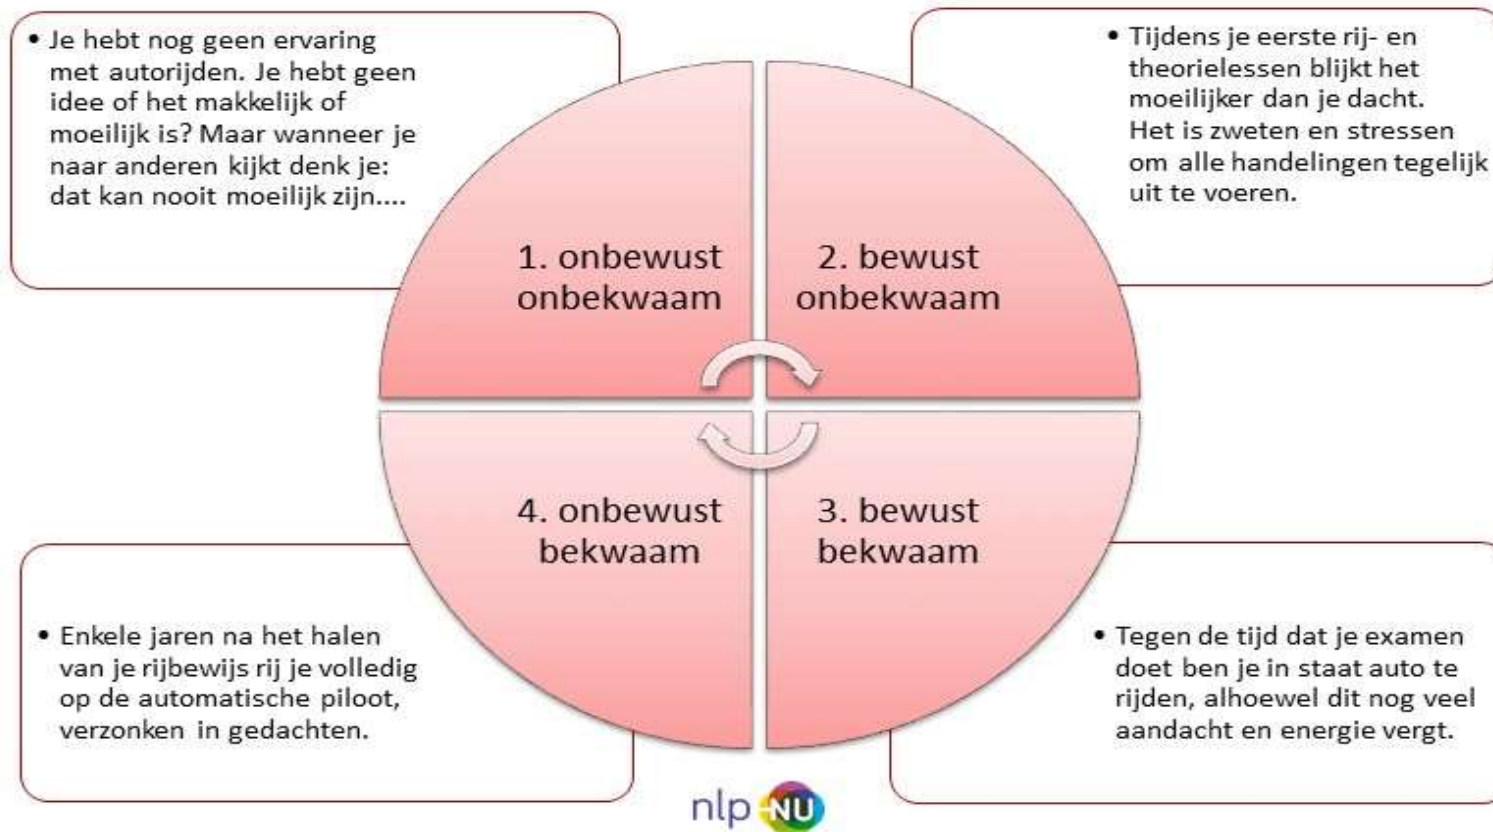 • Je hebt nog geen ervaring
met autorijden. Je hebt geen
idee of het makkelijk of
moeilijk is? Maar wanneer je
naar anderen kijkt denk je:
dat kan nooit moeilijk zijn....
• Tijdens je eerste rij- en
theorielessen blijkt het
moeilijker dan je dacht.
Het is zweten en stressen
om alle handelingen tegelijk
uit te voeren.
1. onbewust
onbekwaam
2. bewust
onbekwaam
4. onbewust
bekwaam
3. bewust
bekwaam
• Enkele jaren na het halen
van je rijbewijs rij je volledig
op de automatische piloot,
verzonken in gedachten.
• Tegen de tijd dat je examen
doet ben je in staat auto te
rijden, alhoewel dit nog veel
aandacht en energie vergt.
nlp-NU